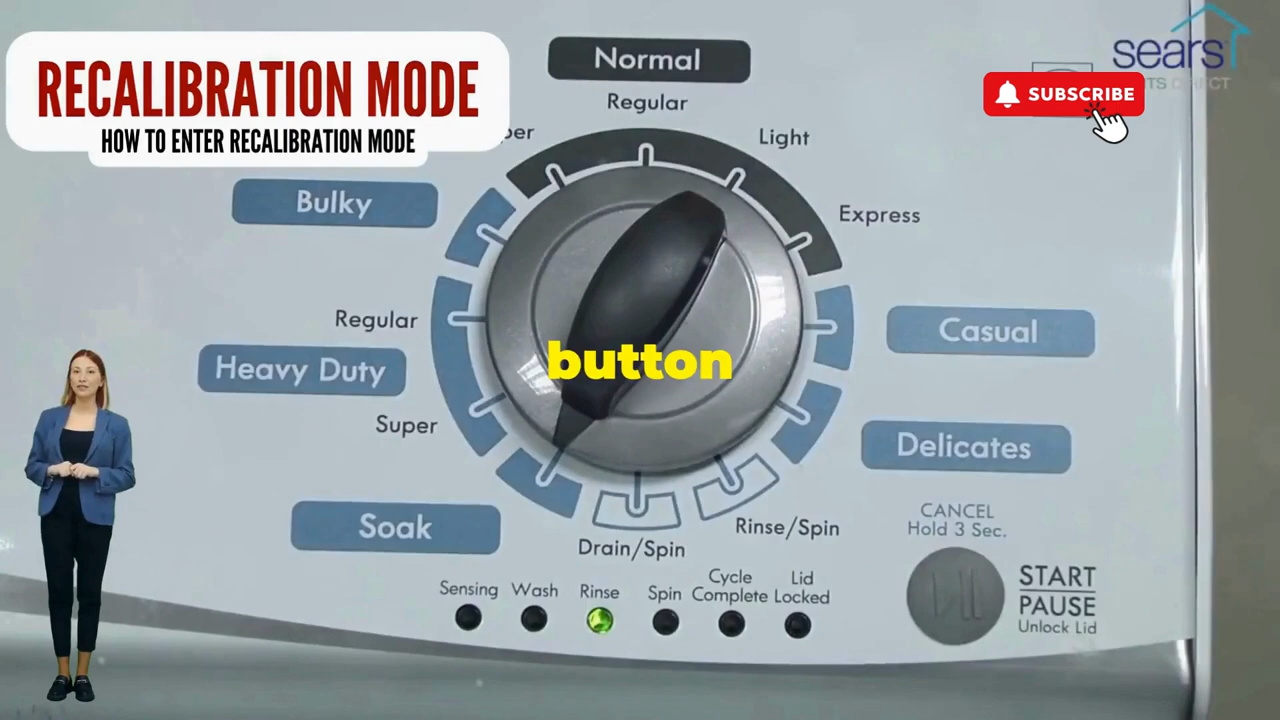 RECALIBRATION MODE
HOW TO ENTER RECALIBRATION MODE
Normal
Regular
Light
Express
sears
SUBSCRIBE
Bulky
Regular
Heavy Duty
Super
button
Casual
Delicates
Soak
Drain/Spin
Rinse/Spin
CANCEL
Hold 3 Sec.
Sensing
Wash
Rinse
Spin
Cycle
Complete
Lid
Locked
START
PAUSE
Unlock Lid